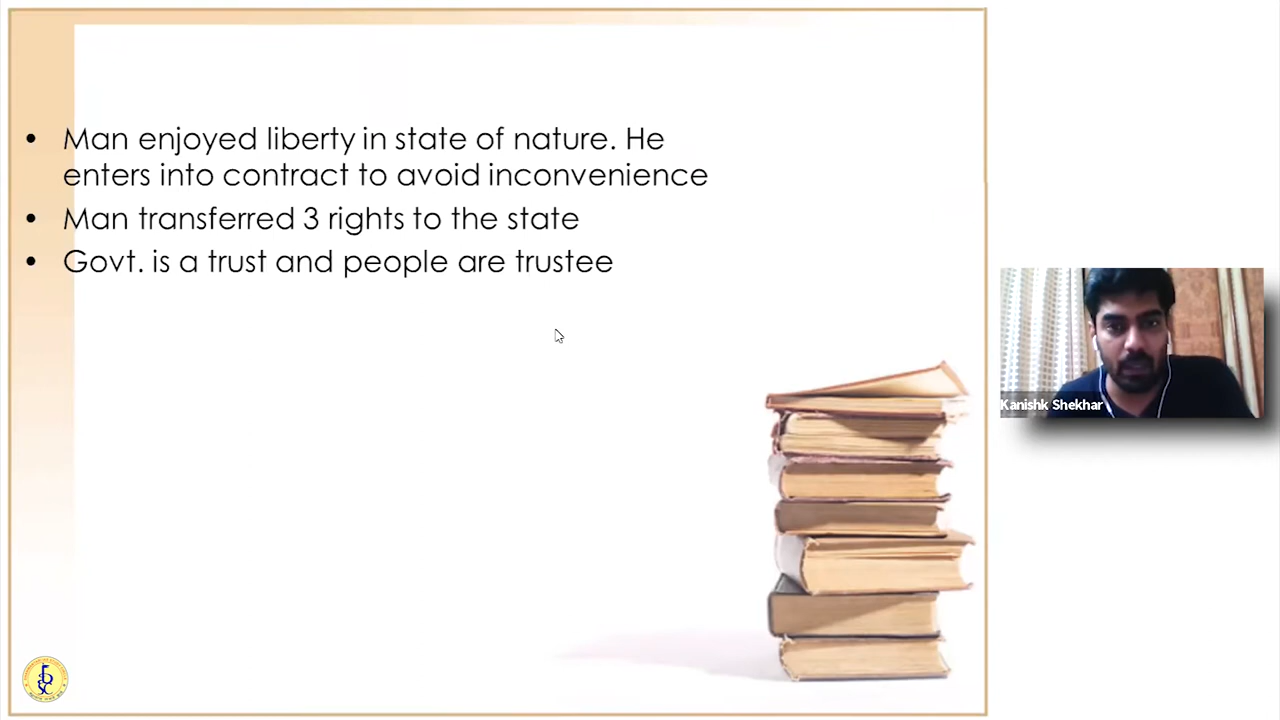 • Man enjoyed liberty in state of nature. He
enters into contract to avoid inconvenience
• Man transferred 3 rights to the state
• Govt. is a trust and people are trustee
Kanishk Shekhar